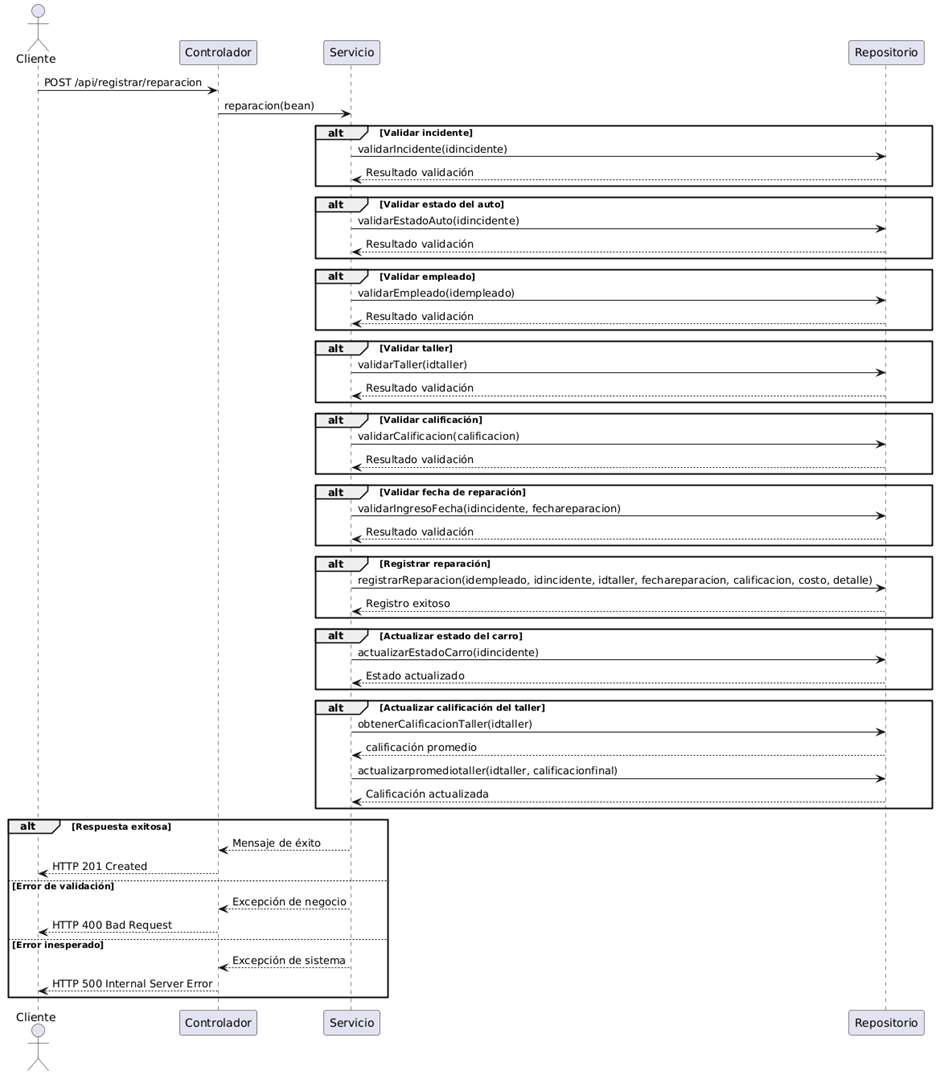 Cliente
Controlador
Servicio
Repositorio
POST /api/registrar/reparacion
reparacion(bean)
alt [Validar incidente]
validarIncidente(idincidente)
Resultado validación
alt [Validar estado del auto]
validarEstadoAuto(idincidente)
Resultado validación
alt [Validar empleado]
validarEmpleado(idempleado)
Resultado validación
alt [Validar taller]
validarTaller(idtaller)
Resultado validación
alt [Validar calificación]
validarCalificacion(calificacion)
Resultado validación
alt [Validar fecha de reparación]
validarIngresoFecha(idincidente, fechareparacion)
Resultado validación
alt [Registrar reparación]
registrarReparacion(idempleado, idincidente, idtaller, fechareparacion, calificacion, costo, detalle)
Registro exitoso
alt [Actualizar estado del carro]
actualizarEstadoCarro(idincidente)
Estado actualizado
alt [Actualizar calificación del taller]
obtenerCalificacionTaller(idtaller)
calificación promedio
actualizarpromediotaller(idtaller, calificacionfinal)
Calificación actualizada
alt [Respuesta exitosa]
Mensaje de éxito
HTTP 201 Created
[Error de validación]
Excepción de negocio
HTTP 400 Bad Request
[Error inesperado]
Excepción de sistema
HTTP 500 Internal Server Error
Cliente
Controlador
Servicio
Repositorio